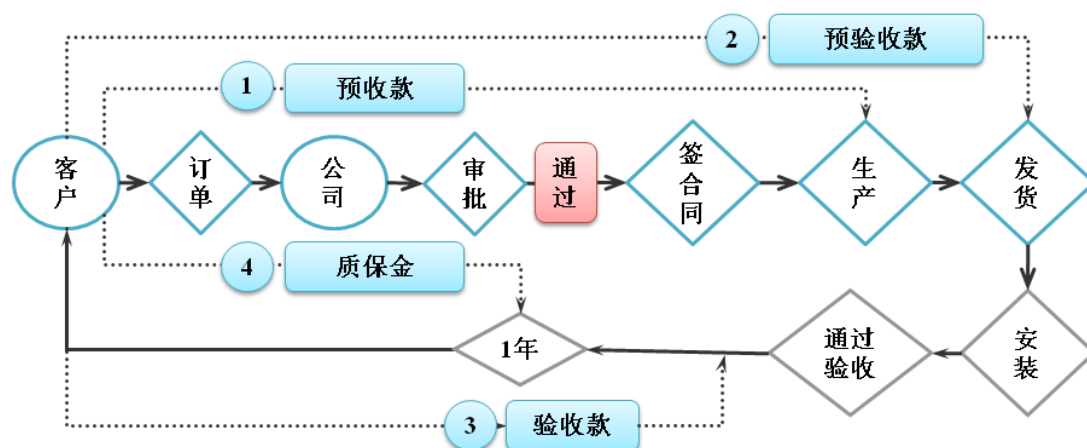 2 预验收款
1 预收款
客户
订单
公司
审批
通过
签合同
生产
发货
4 质保金
1年
通过
验收
安装
3 验收款